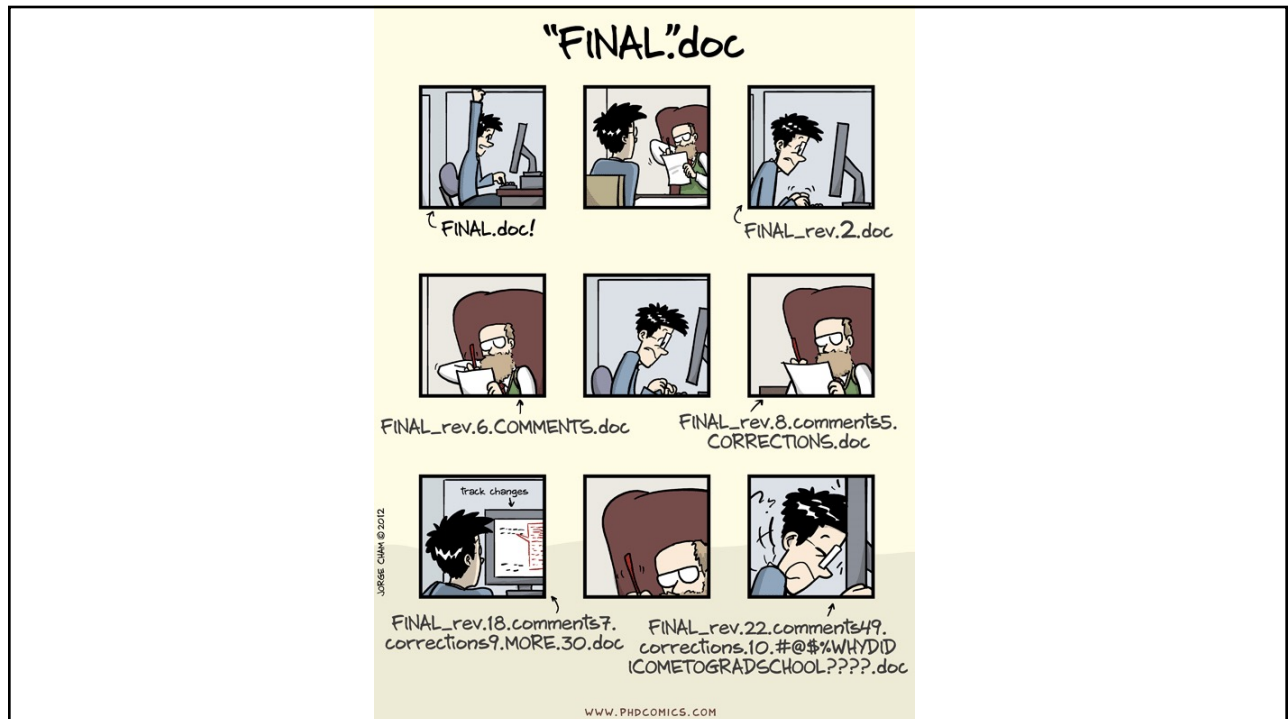 "FINAL".doc
FINAL.doc!
FINAL_rev.2.doc
FINAL_rev.6.COMMENTS.doc
FINAL_rev.8.comments5.
CORRECTIONS.doc
track changes
FINAL_rev.18.comments7.
corrections9.MORE.30.doc
FINAL_rev.22.comments49.
corrections.10.#@$%WHYDID
ICOMETOGRADSCHOOL????.doc
JORGE CHAM © 2012
WWW.PHDCOMICS.COM